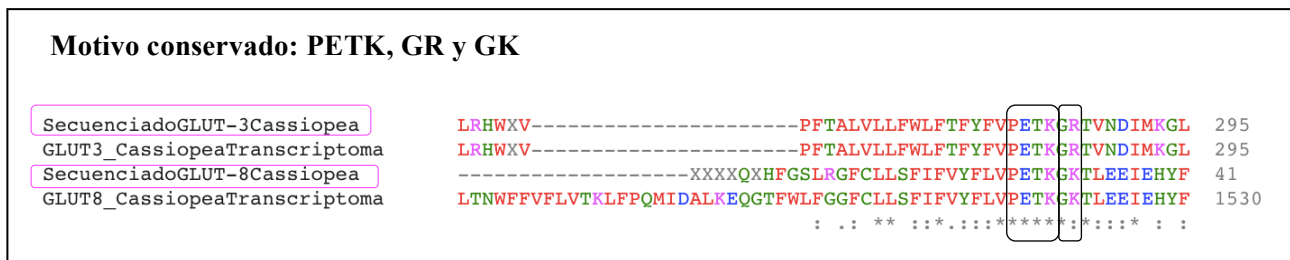 Motivo conservado: PETK, GR y GK
SecuenciadoGLUT-3Cassiopea LRHWXV----------------------PFTALVLLFWLFTFYFVPETKGRTVNDIMKGL 295
GLUT3_CassiopeaTranscriptoma LRHWXV----------------------PFTALVLLFWLFTFYFVPETKGRTVNDIMKGL 295
SecuenciadoGLUT-8Cassiopea -------------------XXXXQXHFGSLRGFCLLSFIFVYFLVPETKGKTLEEIEHYF 41
GLUT8_CassiopeaTranscriptoma LTNWFFVFLVTKLFPQMIDALKEQGTFWLFGGFCLLSFIFVYFLVPETKGKTLEEIEHYF 1530
: .: ** ::*.:::******:*:::* : :